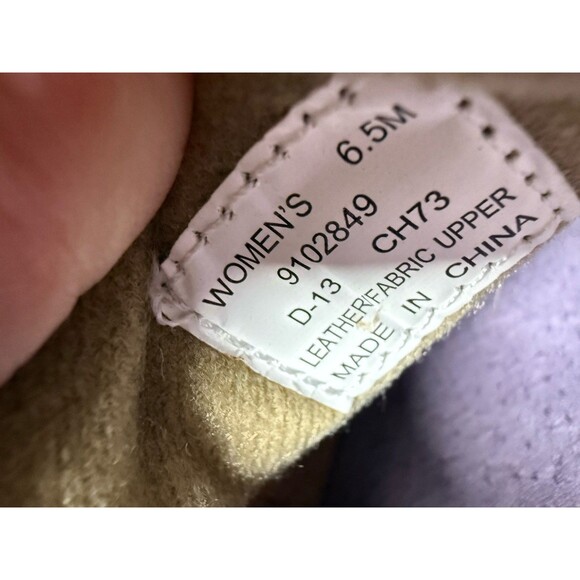 WOMEN'S 6.5M
9102849
D-13 CH73
LEATHER/FABRIC UPPER
MADE IN CHINA